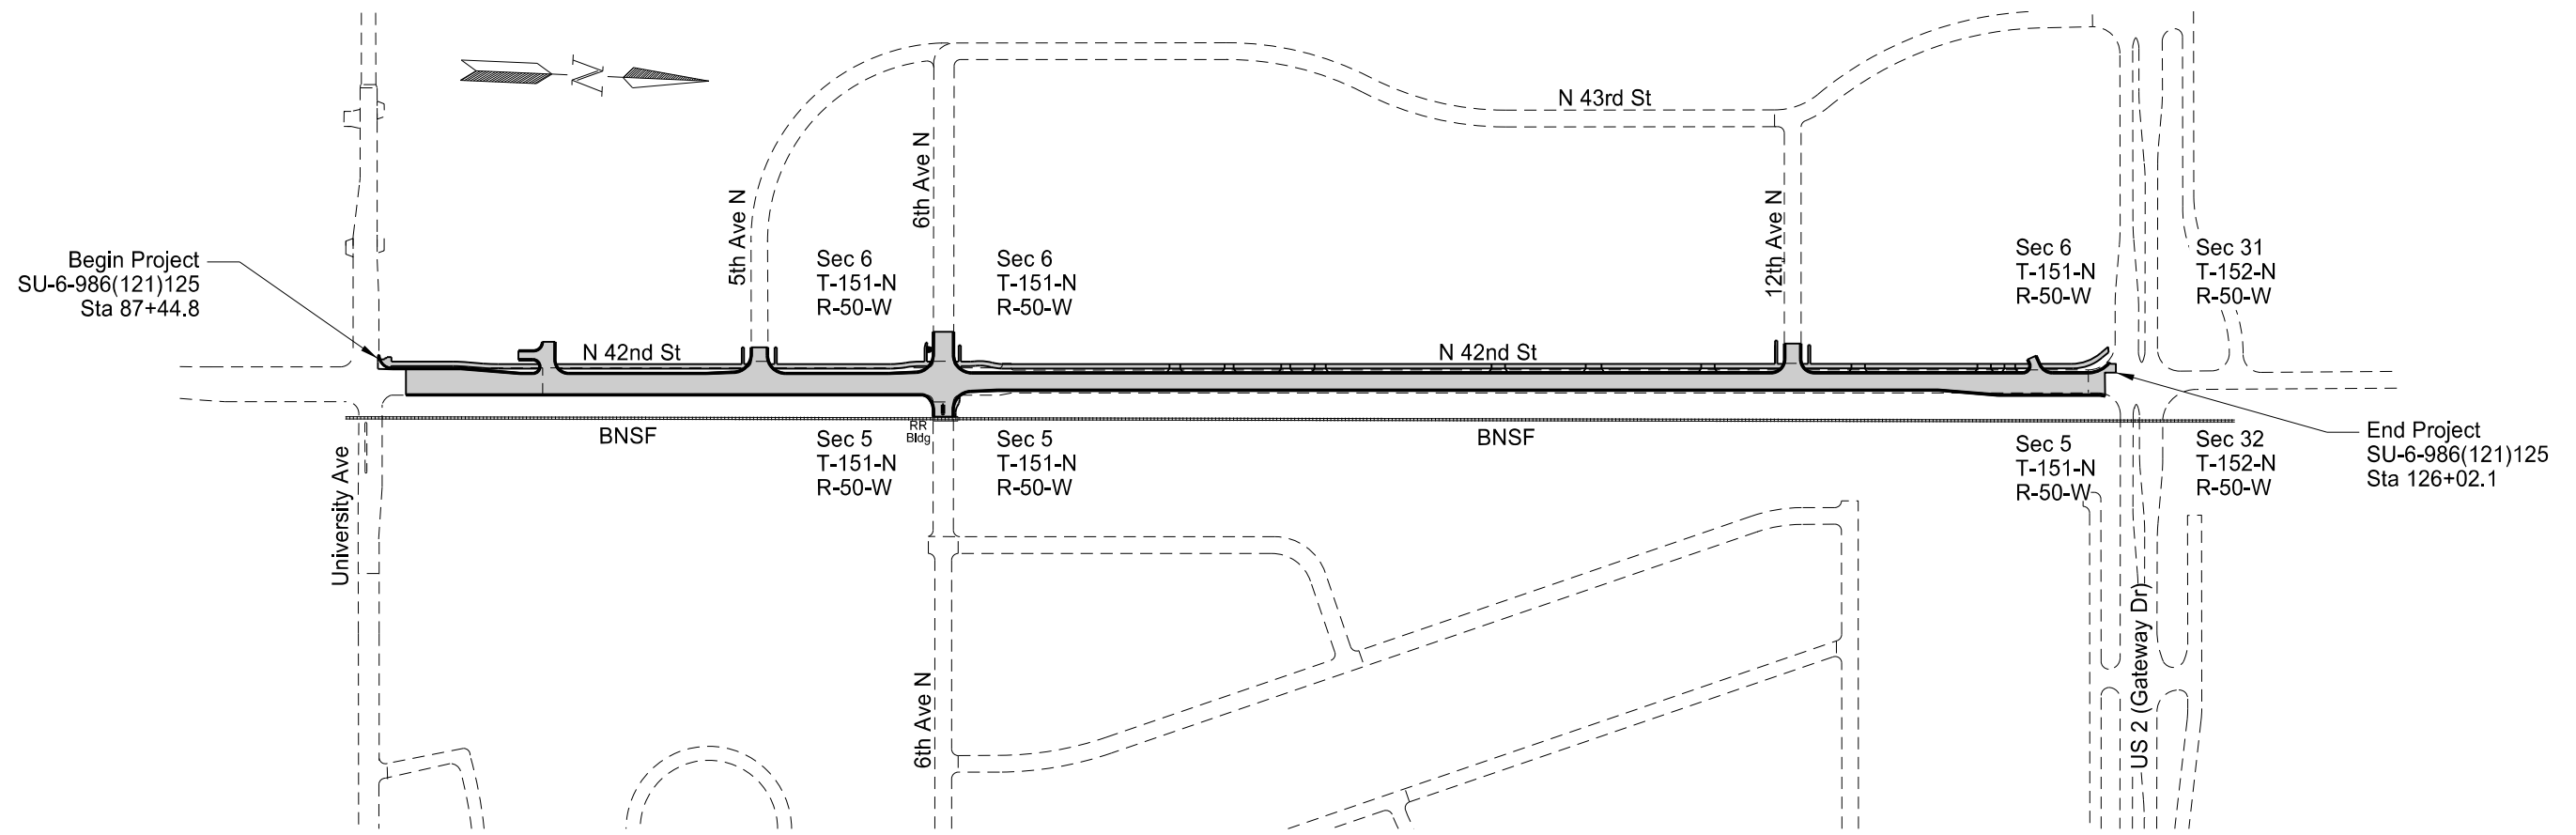 N
N 43rd St
6th Ave N
5th Ave N
12th Ave N
Begin Project
SU-6-986(121)125
Sta 87+44.8
Sec 6
T-151-N
R-50-W
Sec 6
T-151-N
R-50-W
Sec 6
T-151-N
R-50-W
Sec 31
T-152-N
R-50-W
N 42nd St
N 42nd St
BNSF
RR
Bldg
BNSF
Sec 5
T-151-N
R-50-W
Sec 5
T-151-N
R-50-W
Sec 5
T-151-N
R-50-W
Sec 32
T-152-N
R-50-W
End Project
SU-6-986(121)125
Sta 126+02.1
University Ave
6th Ave N
US 2 (Gateway Dr)